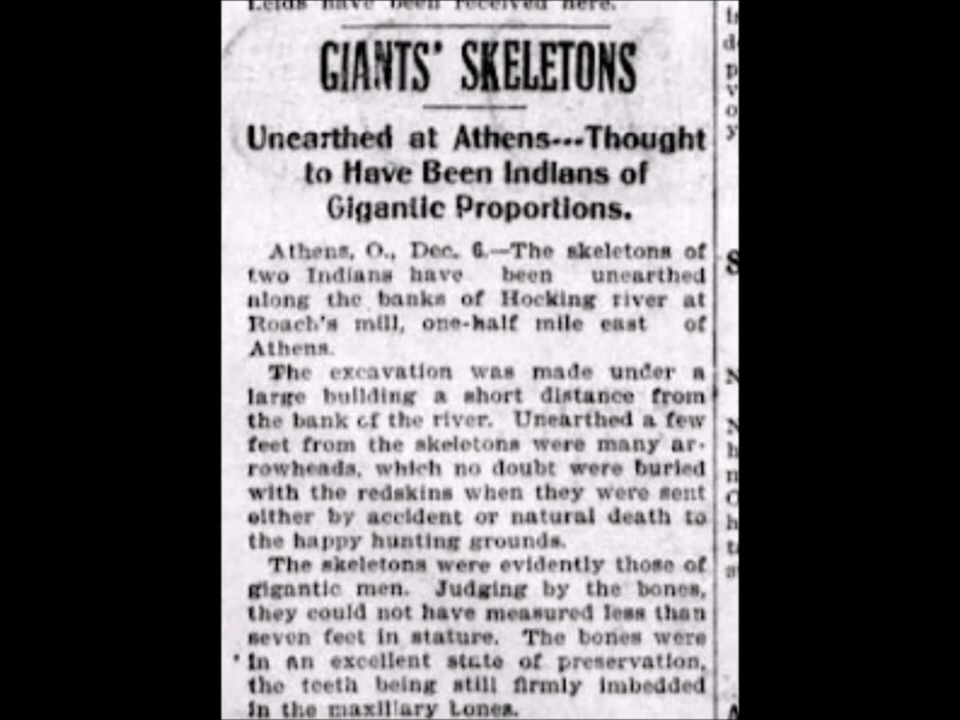 Leids have been received here.
GIANTS' SKELETONS
Unearthed at Athens---Thought
to Have Been Indians of
Gigantic Proportions.
Athens, O., Dec. 6.—The skeletons of
two Indians have been unearthed
along the banks of Hocking river at
Roach's mill, one-half mile east of
Athens.
The excavation was made under a
large building a short distance from
the bank of the river. Unearthed a few
feet from the skeletons were many ar-
rowheads, which no doubt were buried
with the redskins when they were sent
either by accident or natural death to
the happy hunting grounds.
The skeletons were evidently those of
gigantic men. Judging by the bones,
they could not have measured less than
seven feet in stature. The bones were
in an excellent state of preservation,
the teeth being still firmly imbedded
in the maxillary bones.